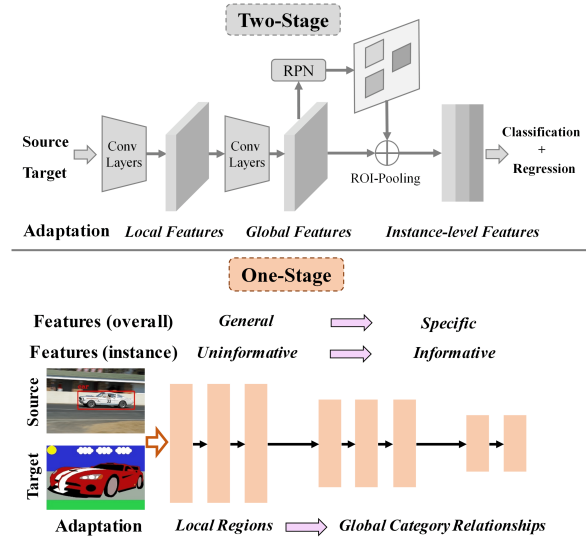 Two-Stage
RPN
Source
Target
Conv
Layers
Conv
Layers
ROI-Pooling
Classification
+
Regression
Adaptation
Local Features
Global Features
Instance-level Features
One-Stage
Features (overall)
General
Specific
Features (instance)
Uninformative
Informative
Source
Target
Adaptation
Local Regions
Global Category Relationships